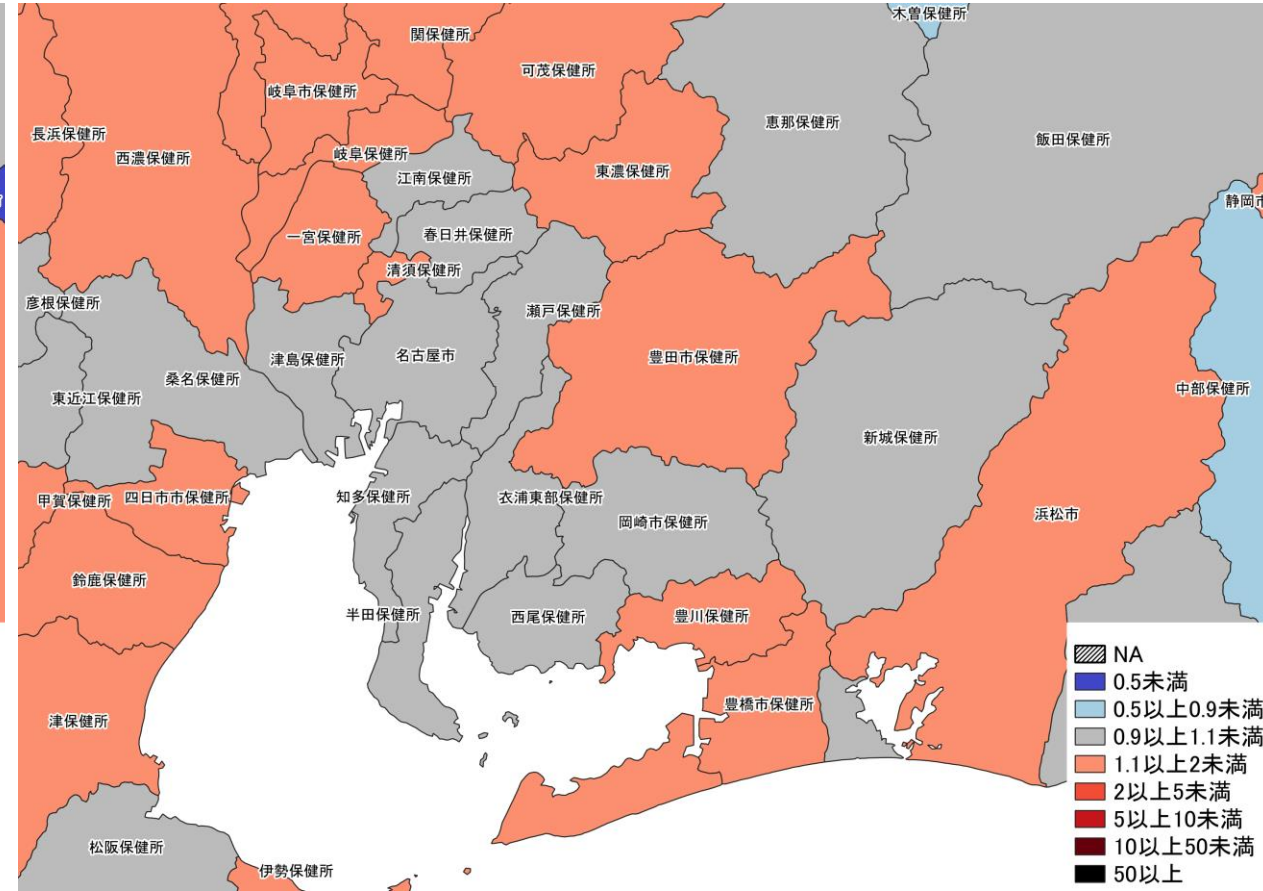 木曽保健所
関保健所
可茂保健所
岐阜市保健所
恵那保健所
長浜保健所
飯田保健所
西濃保健所
岐阜保健所
東濃保健所
江南保健所
静岡市
一宮保健所
春日井保健所
清須保健所
彦根保健所
瀬戸保健所
津島保健所
名古屋市
豊田市保健所
桑名保健所
中部保健所
東近江保健所
新城保健所
甲賀保健所
四日市市保健所
知多保健所
衣浦東部保健所
浜松市
岡崎市保健所
鈴鹿保健所
半田保健所
西尾保健所
豊川保健所
豊橋市保健所
津保健所
松阪保健所
伊勢保健所
NA
0.5未満
0.5以上0.9未満
0.9以上1.1未満
1.1以上2未満
2以上5未満
5以上10未満
10以上50未満
50以上